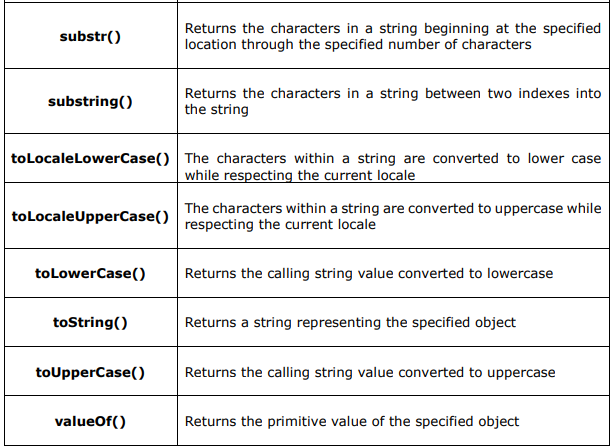 substr()
Returns the characters in a string beginning at the specified
location through the specified number of characters
substring()
Returns the characters in a string between two indexes into
the string
toLocaleLowerCase()
The characters within a string are converted to lower case
while respecting the current locale
toLocaleUpperCase()
The characters within a string are converted to uppercase while
respecting the current locale
toLowerCase()
Returns the calling string value converted to lowercase
toString()
Returns a string representing the specified object
toUpperCase()
Returns the calling string value converted to uppercase
valueOf()
Returns the primitive value of the specified object